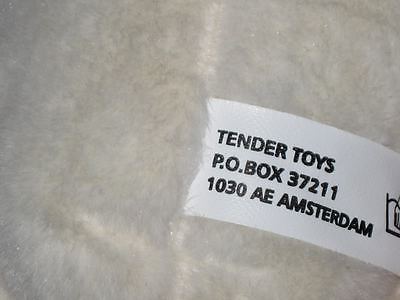 TENDER TOYS
P.O.BOX 37211
1030 AE AMSTERDAM